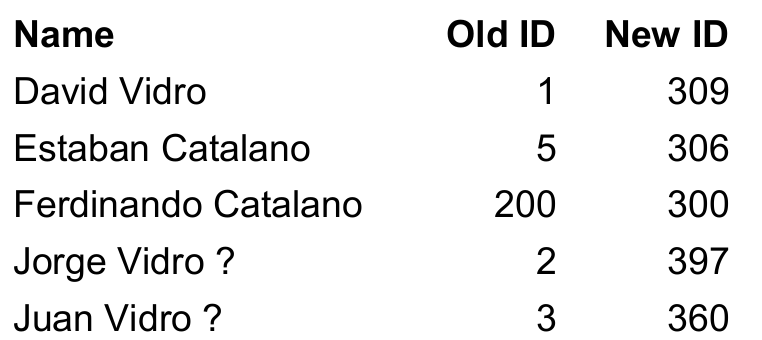 Name Old ID New ID
David Vidro 1 309
Estaban Catalano 5 306
Ferdinando Catalano 200 300
Jorge Vidro ? 2 397
Juan Vidro ? 3 360